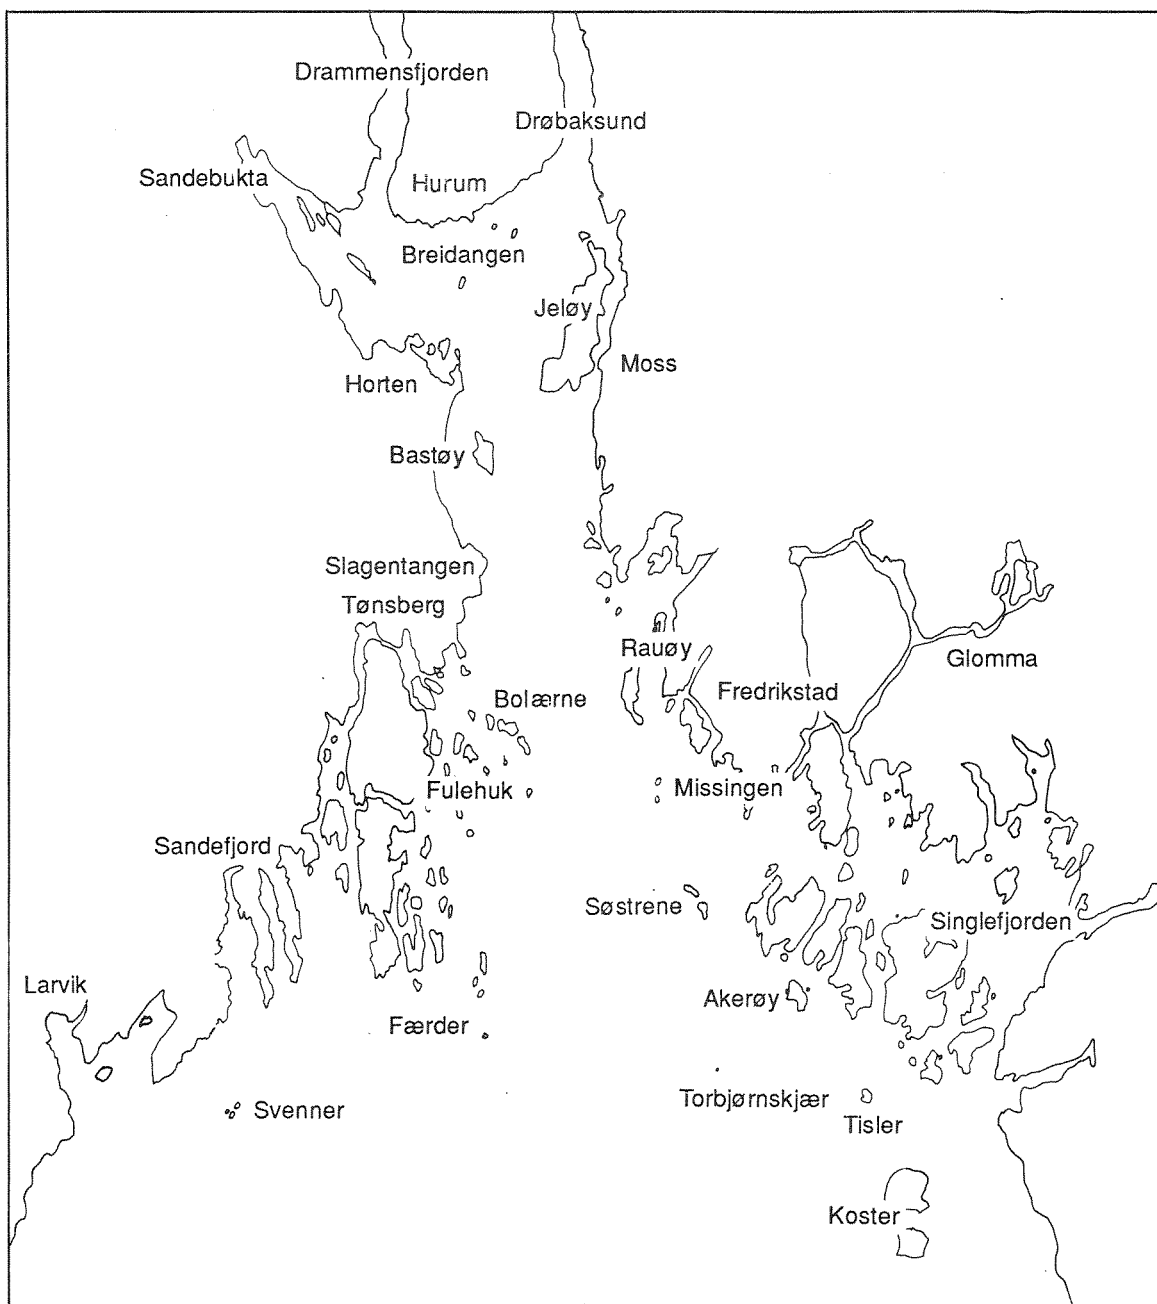 Drammensfjorden
Drøbaksund
Sandebukta
Hurum
Breidangen
Jeløy
Moss
Horten
Bastøy
Slagentangen
Tønsberg
Rauøy
Glomma
Bolærne
Fredrikstad
Fulehuk
Missingen
Sandefjord
Søstrene
Singlefjorden
Larvik
Akerøy
Færder
Torbjørnskjær
Svenner
Tisler
Koster